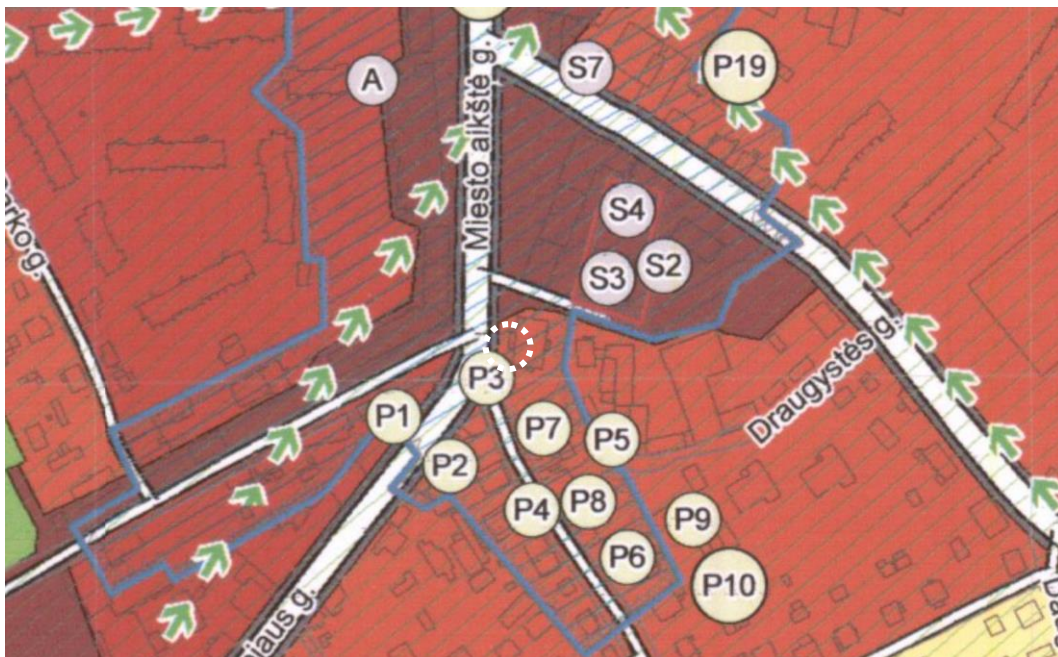 A
S7
P19
Miesto aikštė g.
S4
S3
S2
Draugystės g.
P3
P1
P7
P5
P2
P4
P8
P9
P6
P10